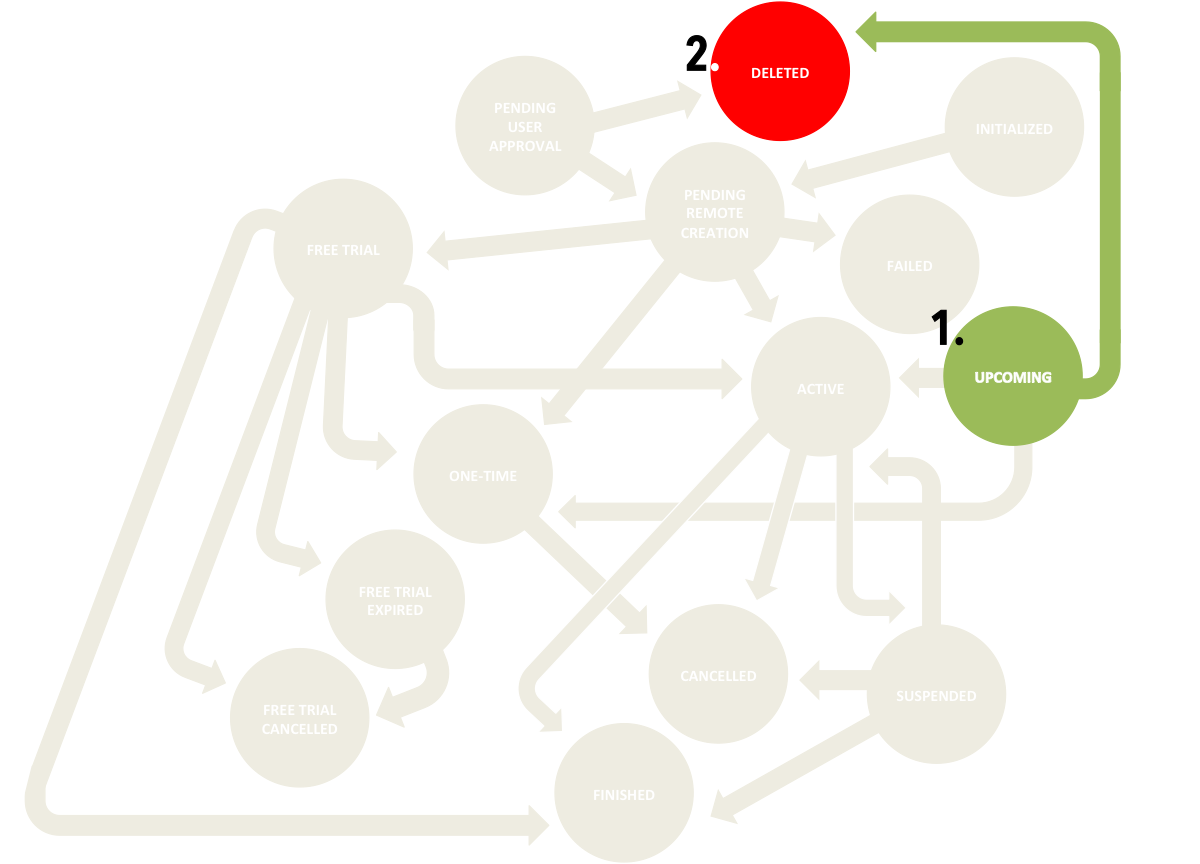 2.
DELETED
PENDING
USER
APPROVAL
INITIALIZED
PENDING
REMOTE
CREATION
FREE TRIAL
FAILED
1.
UPCOMING
ACTIVE
ONE-TIME
FREE TRIAL
EXPIRED
CANCELLED
SUSPENDED
FREE TRIAL
CANCELLED
FINISHED